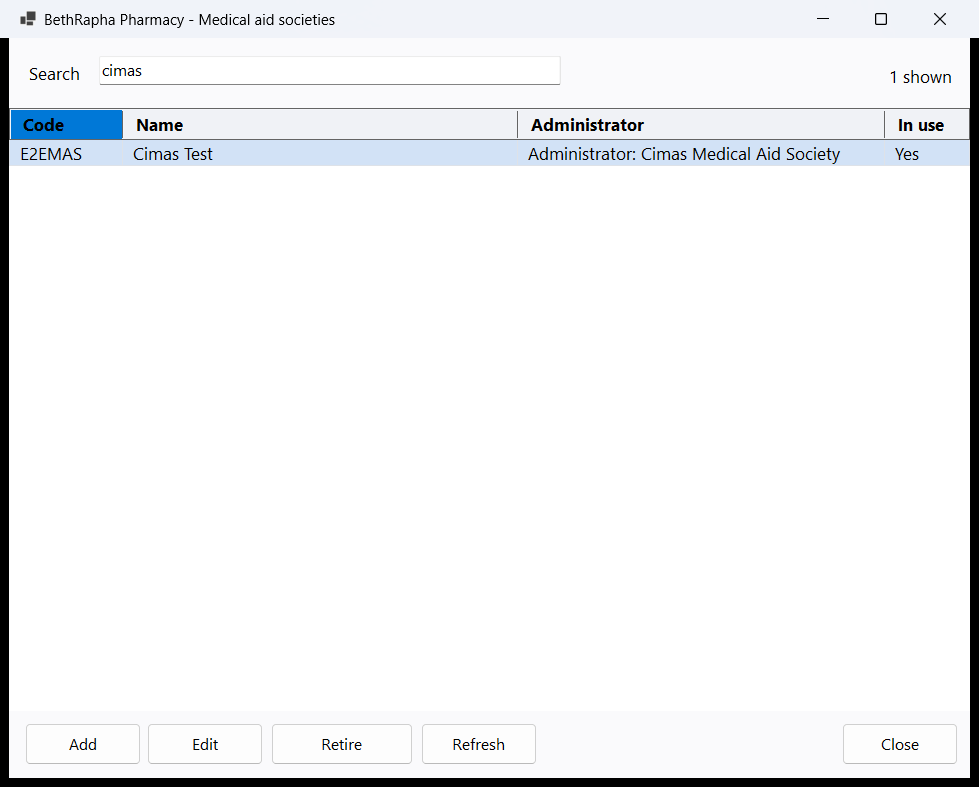 BethRapha Pharmacy - Medical aid societies
Search cimas 1 shown
Code Name Administrator In use
E2EMAS Cimas Test Administrator: Cimas Medical Aid Society Yes
Add Edit Retire Refresh Close